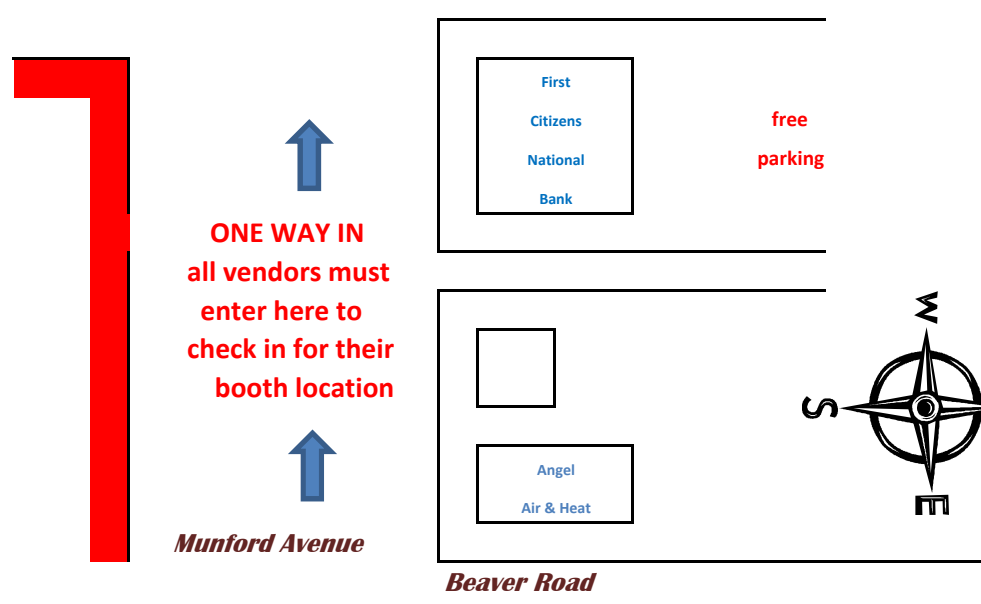 First
Citizens
National
Bank
free
parking
ONE WAY IN
all vendors must
enter here to
check in for their
booth location
W
S
E
Angel
Air & Heat
Munford Avenue
Beaver Road